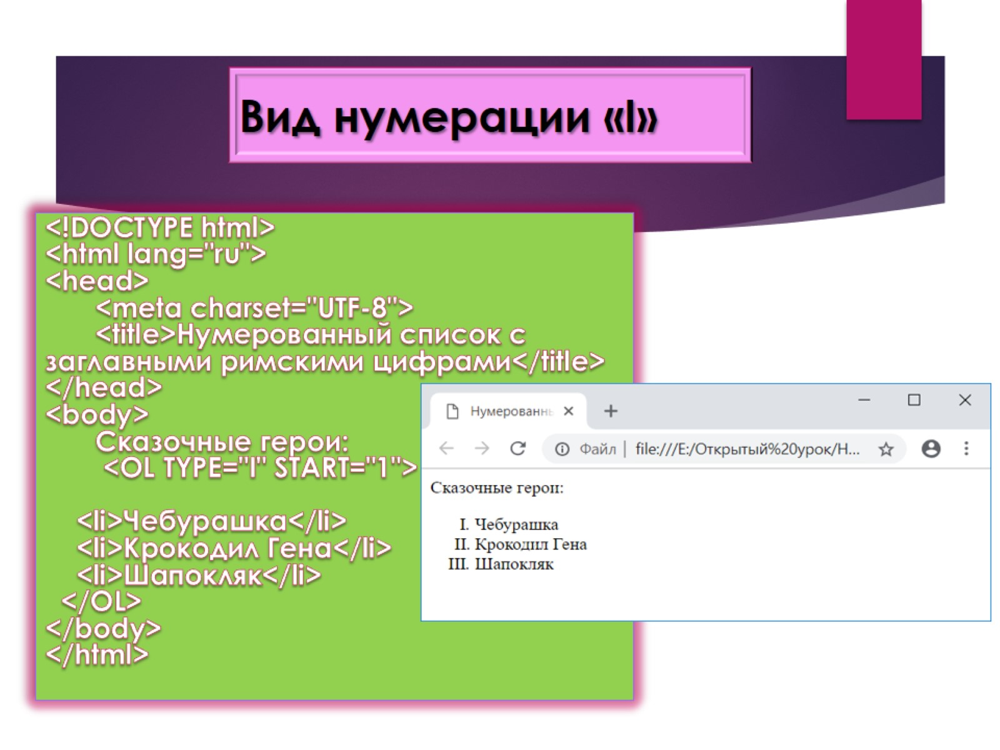 Вид нумерации «I»
<!DOCTYPE html>
<html lang="ru">
<head>
<meta charset="UTF-8">
<title>Нумерованный список с
заглавными римскими цифрами</title>
</head>
<body>
Сказочные герои:
<OL TYPE="I" START="1">
<li>Чебурашка</li>
<li>Крокодил Гена</li>
<li>Шапокляк</li>
</OL>
</body>
</html>
Нумерованны
Файл | file:///E:/Открытый%20урок/Н...
Сказочные герои:
I. Чебурашка
II. Крокодил Гена
III. Шапокляк